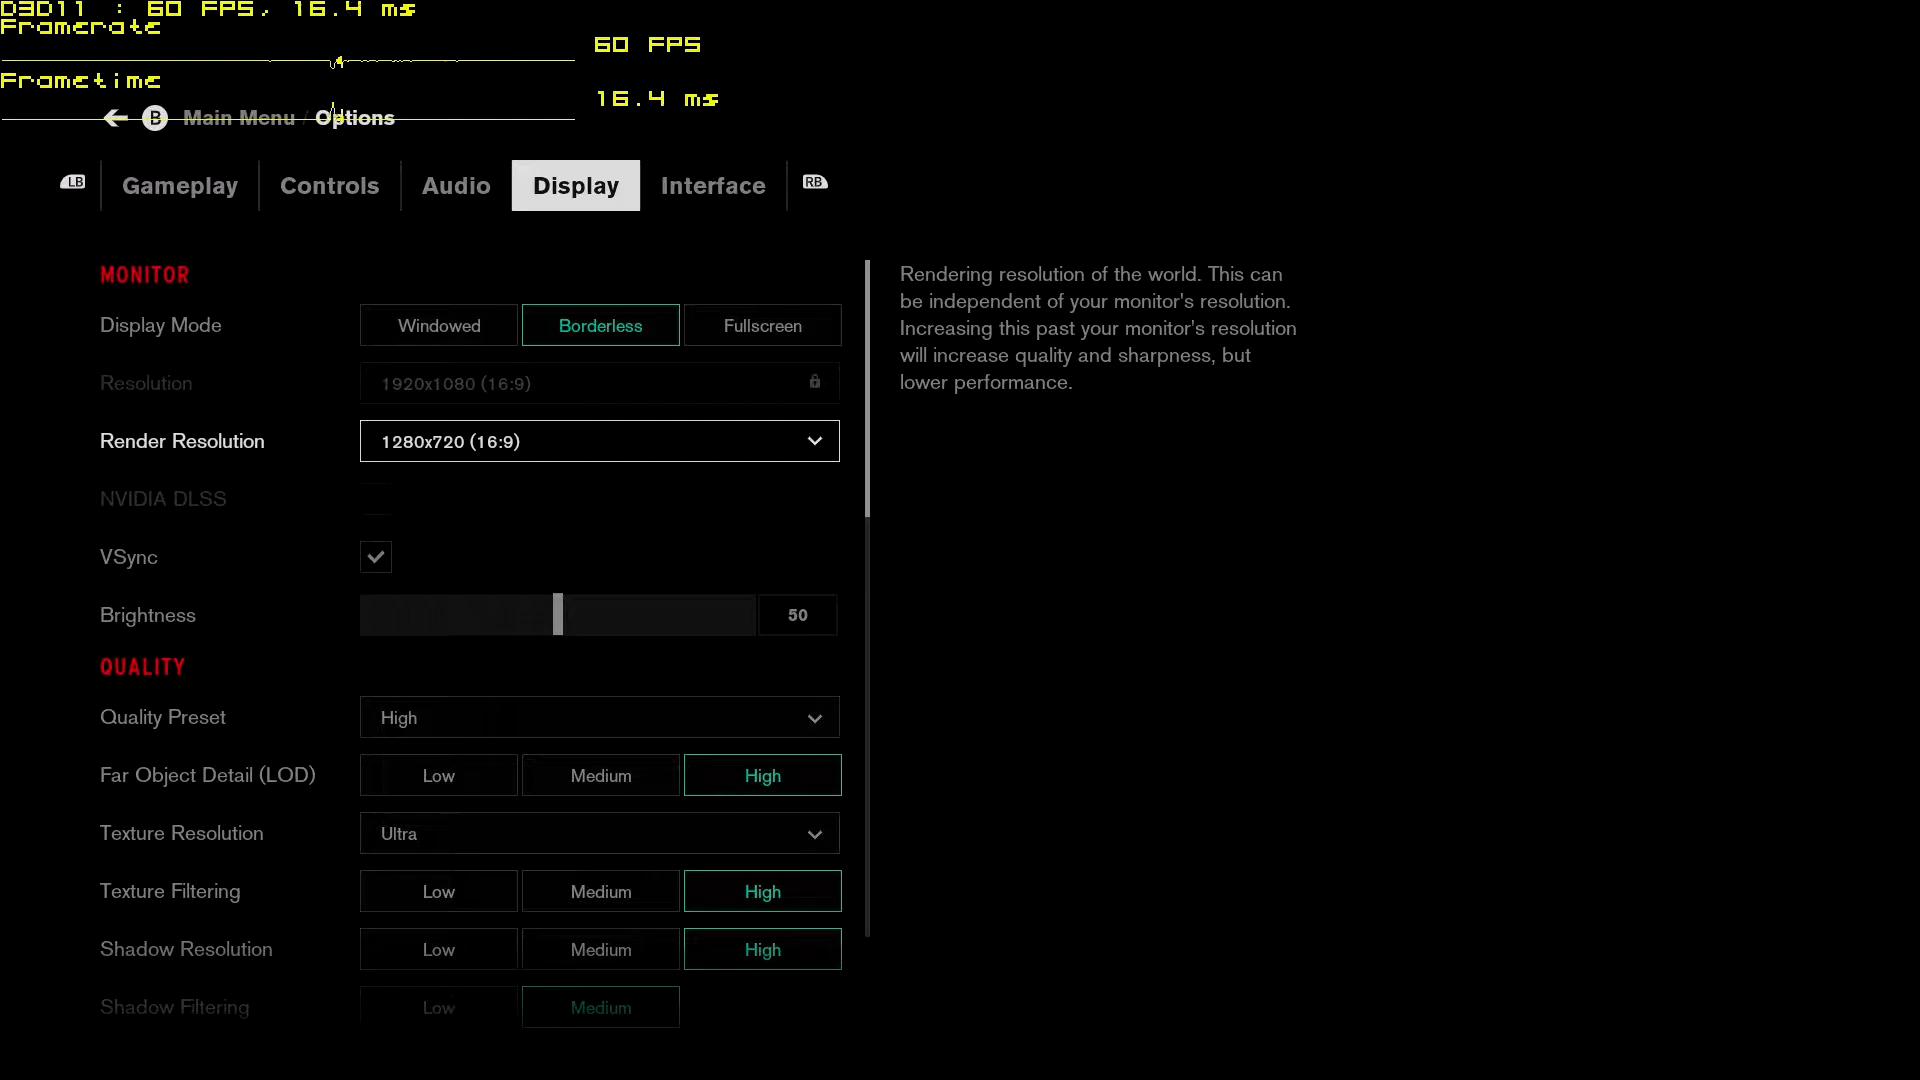 D3D11 : 60 FPS, 16.4 ms
Framerate
60 FPS
Frametime
16.4 ms
B Main Menu / Options
LB Gameplay Controls Audio Display Interface RB
MONITOR
Display Mode Windowed Borderless Fullscreen
Resolution 1920x1080 (16:9)
Render Resolution 1280x720 (16:9)
NVIDIA DLSS
VSync
Brightness 50
QUALITY
Quality Preset High
Far Object Detail (LOD) Low Medium High
Texture Resolution Ultra
Texture Filtering Low Medium High
Shadow Resolution Low Medium High
Shadow Filtering Low Medium
Rendering resolution of the world. This can
be independent of your monitor's resolution.
Increasing this past your monitor's resolution
will increase quality and sharpness, but
lower performance.